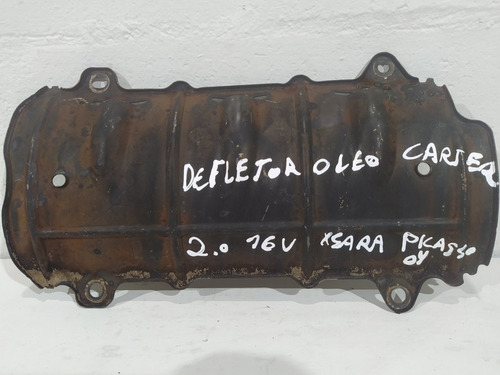 DEFLETOR OLEO CARTER
2.0 16V XSARA PICASSO
04